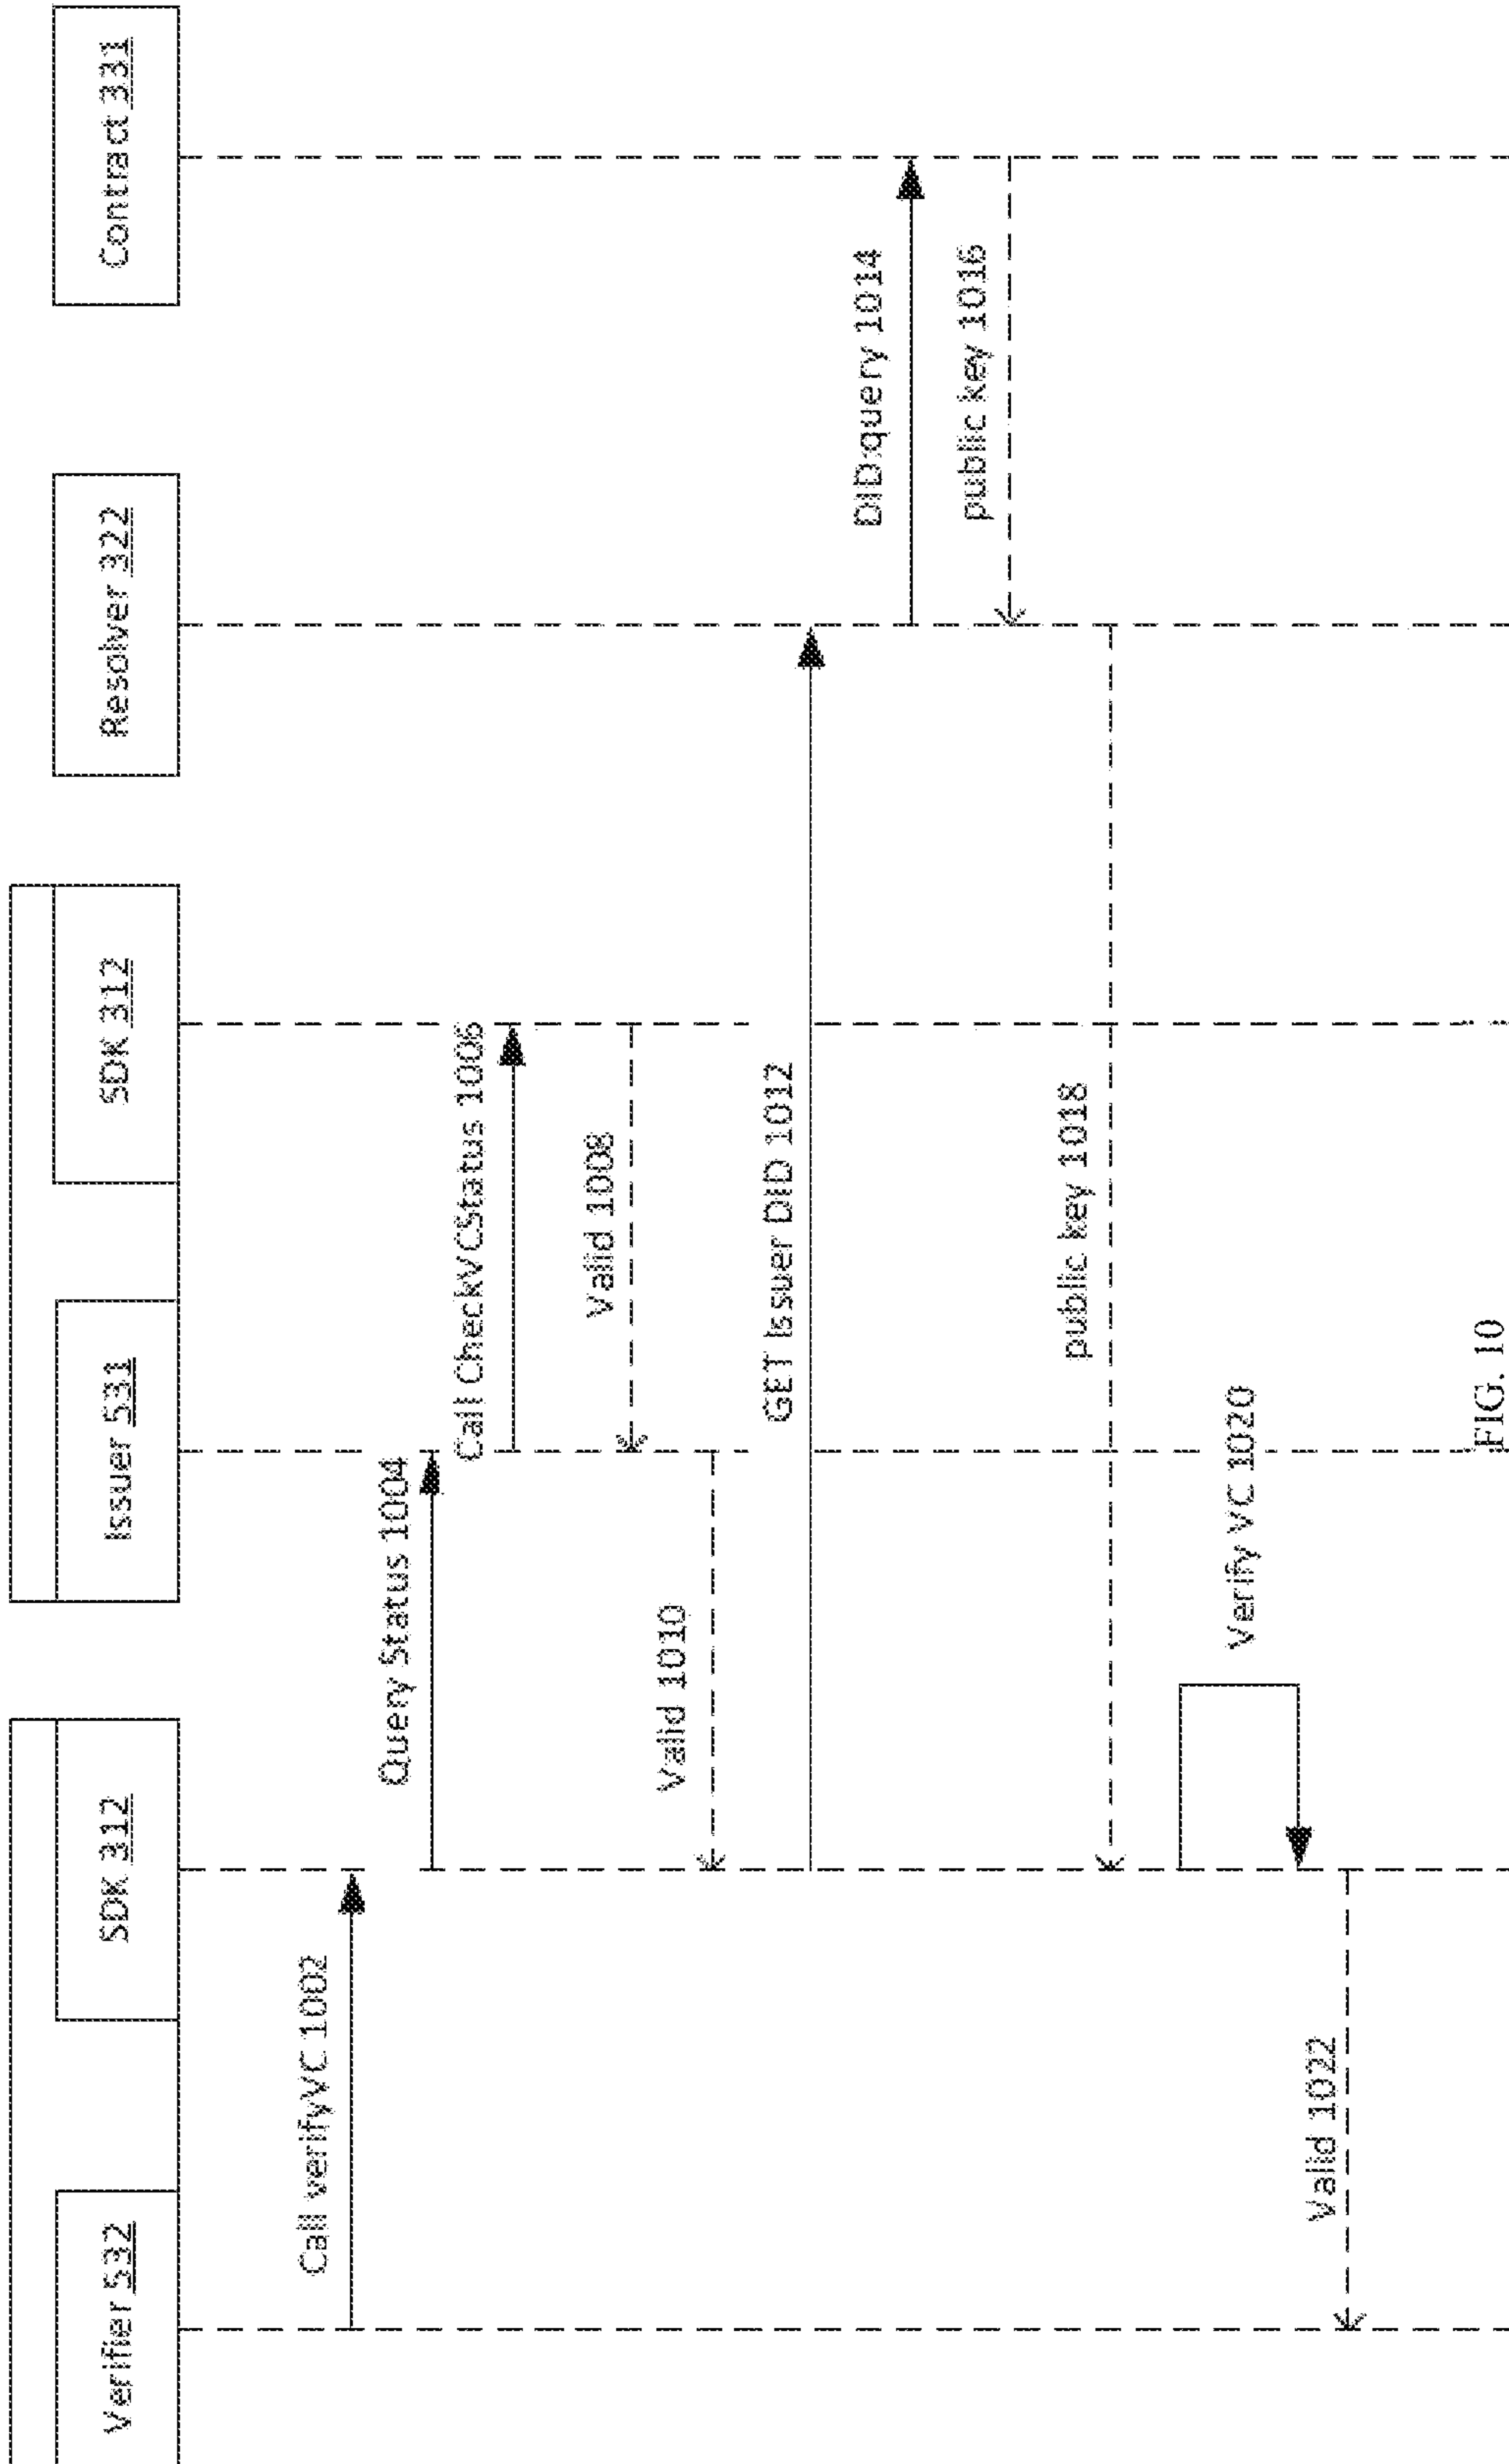 Verifier 532
SDK 312
Issuer 531
SDK 312
Resolver 322
Contract 331
Call verifyVC 1002
Query Status 1004
Call CheckVCStatus 1006
Valid 1008
Valid 1010
GET Issuer DID 1012
DID:query 1014
public key 1016
public key 1018
Verify VC 1020
Valid 1022
FIG. 10